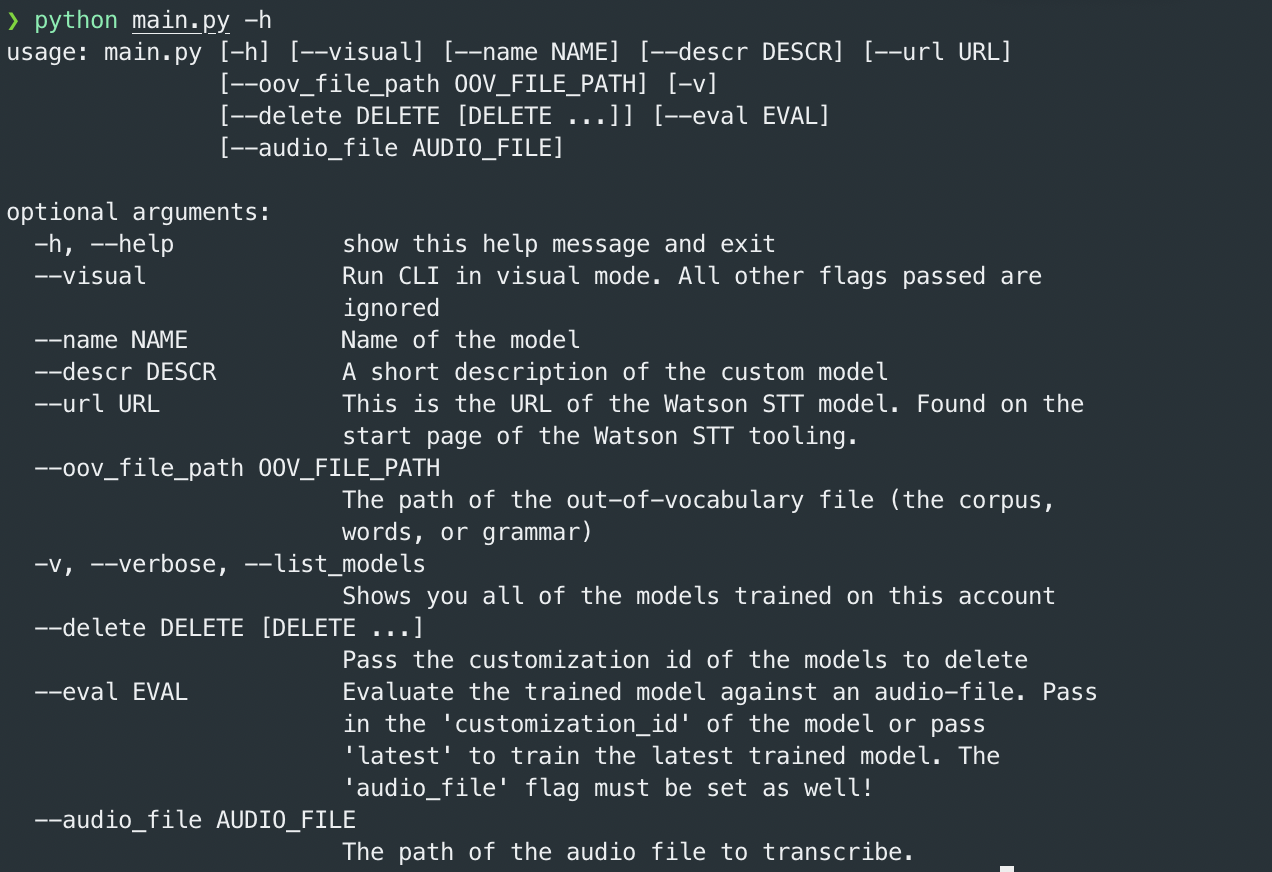 ❯ python main.py -h
usage: main.py [-h] [--visual] [--name NAME] [--descr DESCR] [--url URL]
               [--oov_file_path OOV_FILE_PATH] [-v]
               [--delete DELETE [DELETE ...]] [--eval EVAL]
               [--audio_file AUDIO_FILE]

optional arguments:
  -h, --help            show this help message and exit
  --visual              Run CLI in visual mode. All other flags passed are
                        ignored
  --name NAME           Name of the model
  --descr DESCR         A short description of the custom model
  --url URL             This is the URL of the Watson STT model. Found on the
                        start page of the Watson STT tooling.
  --oov_file_path OOV_FILE_PATH
                        The path of the out-of-vocabulary file (the corpus,
                        words, or grammar)
  -v, --verbose, --list_models
                        Shows you all of the models trained on this account
  --delete DELETE [DELETE ...]
                        Pass the customization id of the models to delete
  --eval EVAL           Evaluate the trained model against an audio-file. Pass
                        in the 'customization_id' of the model or pass
                        'latest' to train the latest trained model. The
                        'audio_file' flag must be set as well!
  --audio_file AUDIO_FILE
                        The path of the audio file to transcribe.